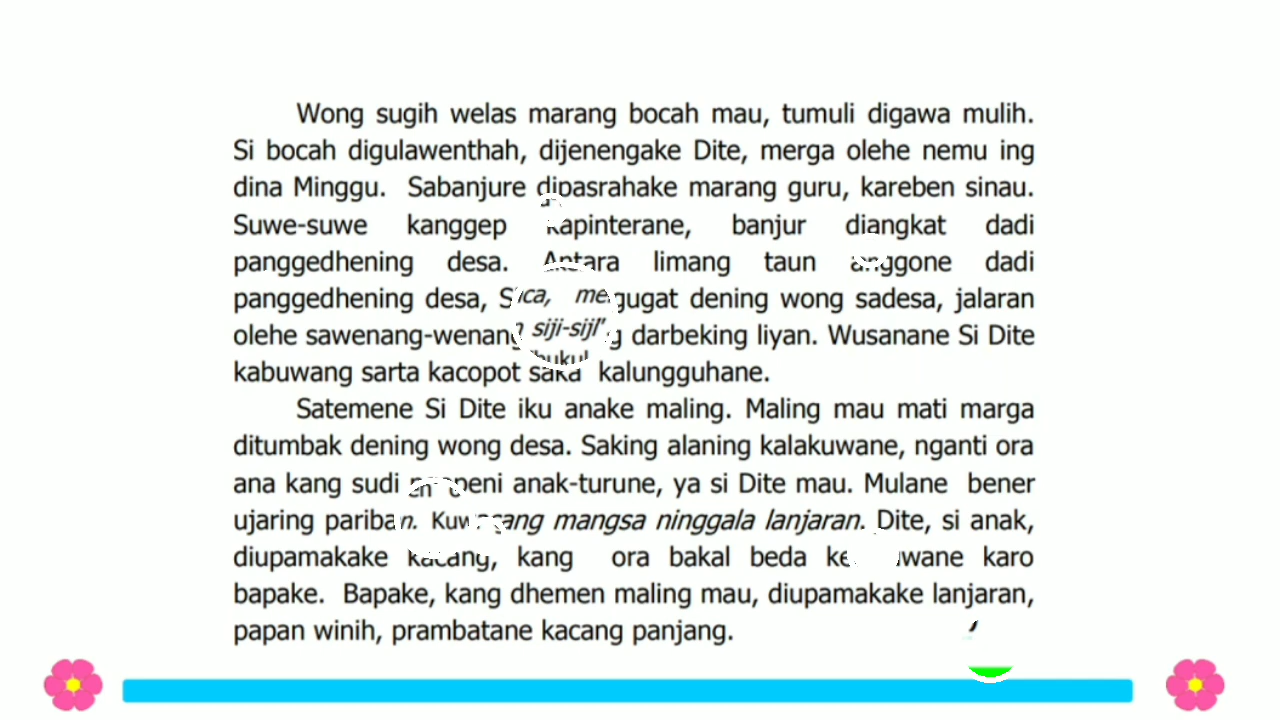 Wong sugih welas marang bocah mau, tumuli digawa mulih.
Si bocah digulawenthah, dijenengake Dite, merga olehe nemu ing
dina Minggu. Sabanjure dipasrahake marang guru, kareben sinau.
Suwe-suwe kanggep kapinterane, banjur diangkat dadi
panggedhening desa. Antara limang taun anggone dadi
panggedhening desa, dening wong sadesa, jalaran
olehe darbeking liyan. Wusanane Si Dite
kabuwang sarta kacopot saka kalungguhane.
Satemene Si Dite iku anake maling. Maling mau mati marga
ditumbak dening wong desa. Saking alaning kalakuwane, nganti ora
ana kang sudi anak-turune, ya si Dite mau. Mulane bener
ujaring mangsa ninggala lanjaran. Dite, si anak,
diupamakake kacang, kang ora bakal beda karo
bapake. Bapake, kang dhemen maling mau, diupamakake lanjaran,
papan winih, prambatane kacang panjang.